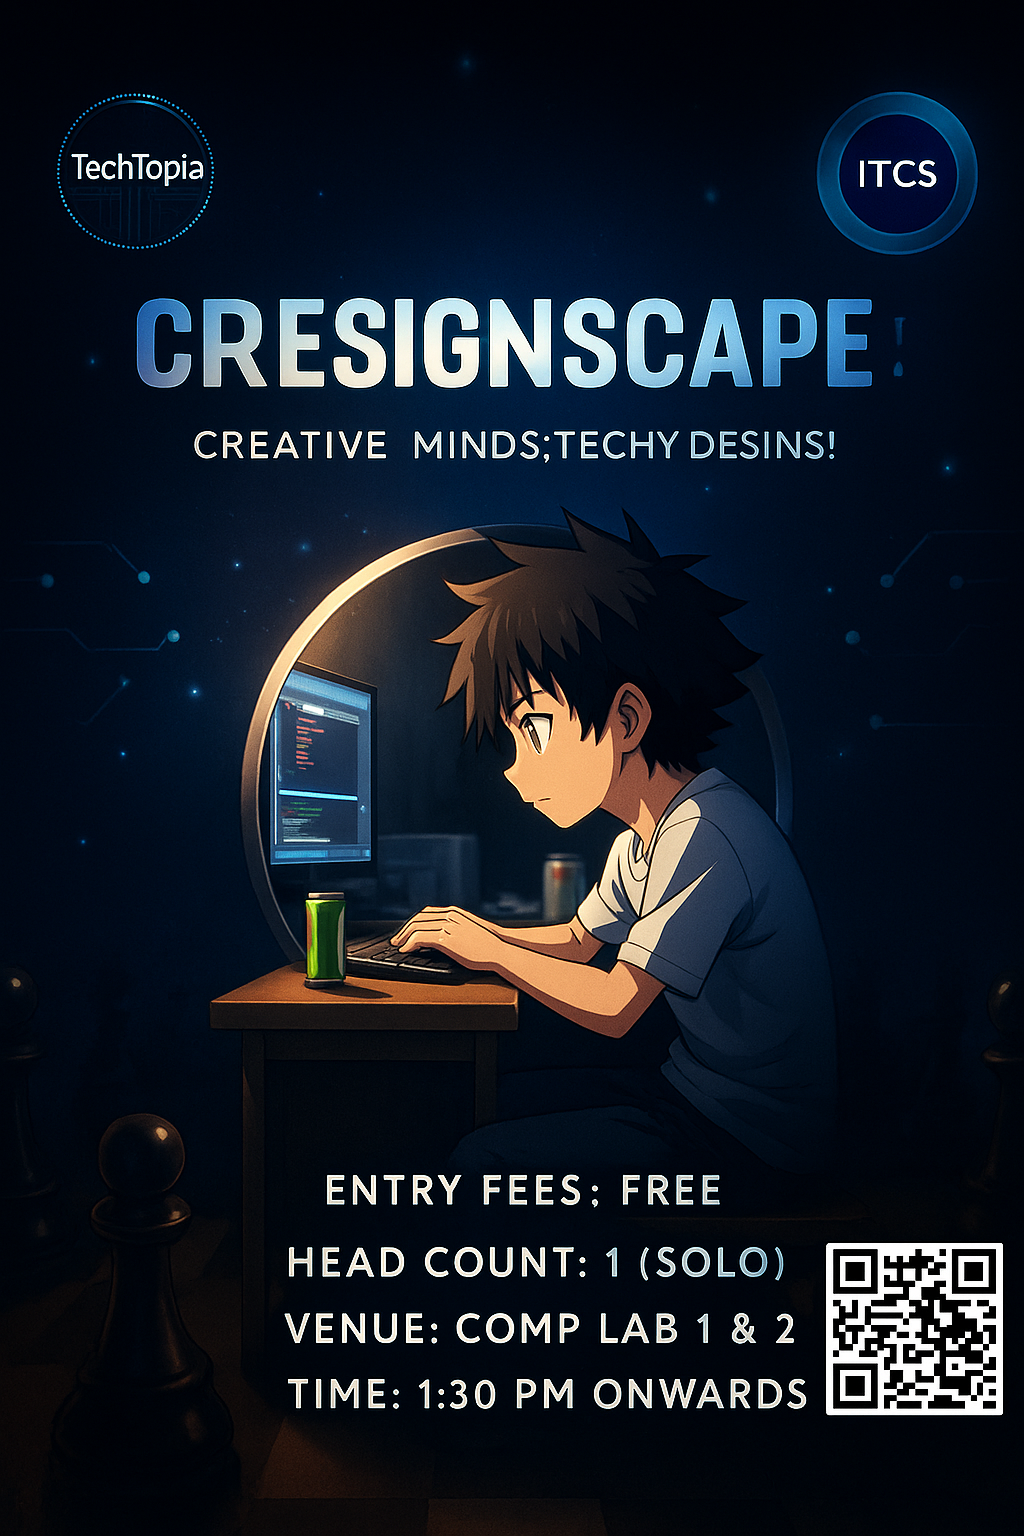 TechTopia
ITCS
CRESIGNSCAPE
CREATIVE MINDS;TECHY DESINS!
ENTRY FEES; FREE
HEAD COUNT: 1 (SOLO)
VENUE: COMP LAB 1 & 2
TIME: 1:30 PM ONWARDS